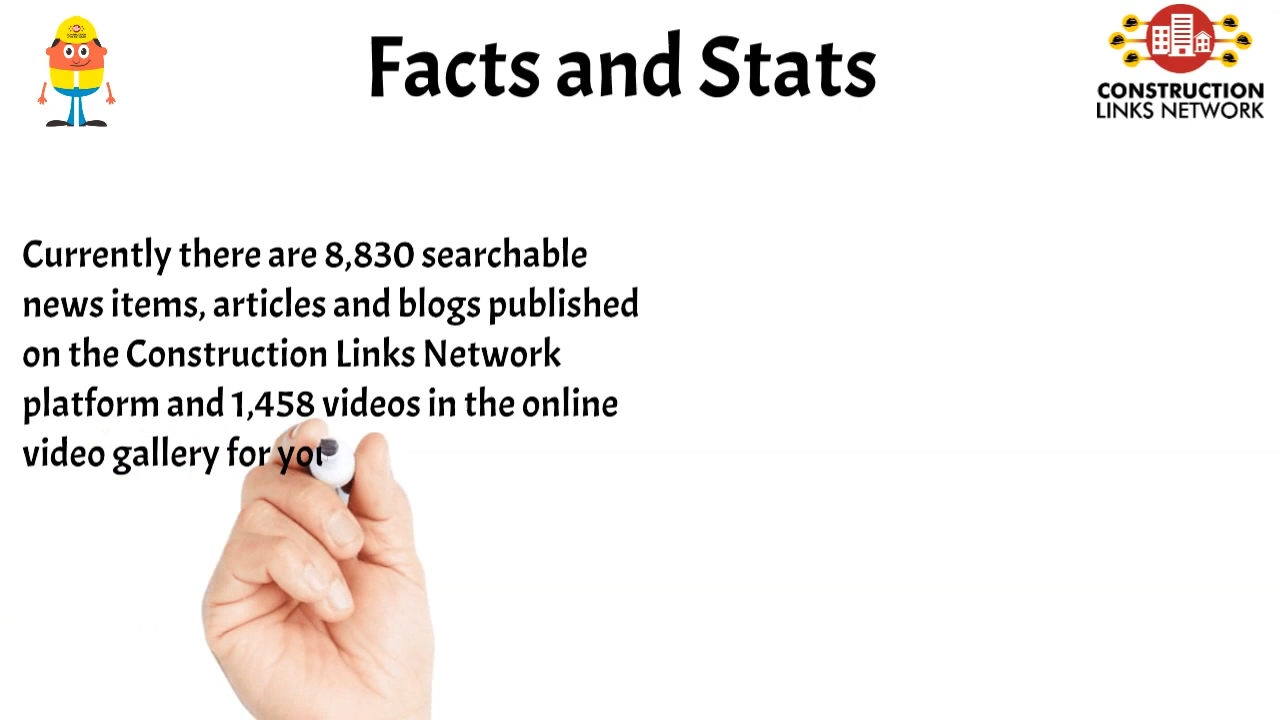 Facts and Stats
CONSTRUCTION
LINKS NETWORK
Currently there are 8,830 searchable
news items, articles and blogs published
on the Construction Links Network
platform and 1,458 videos in the online
video gallery for